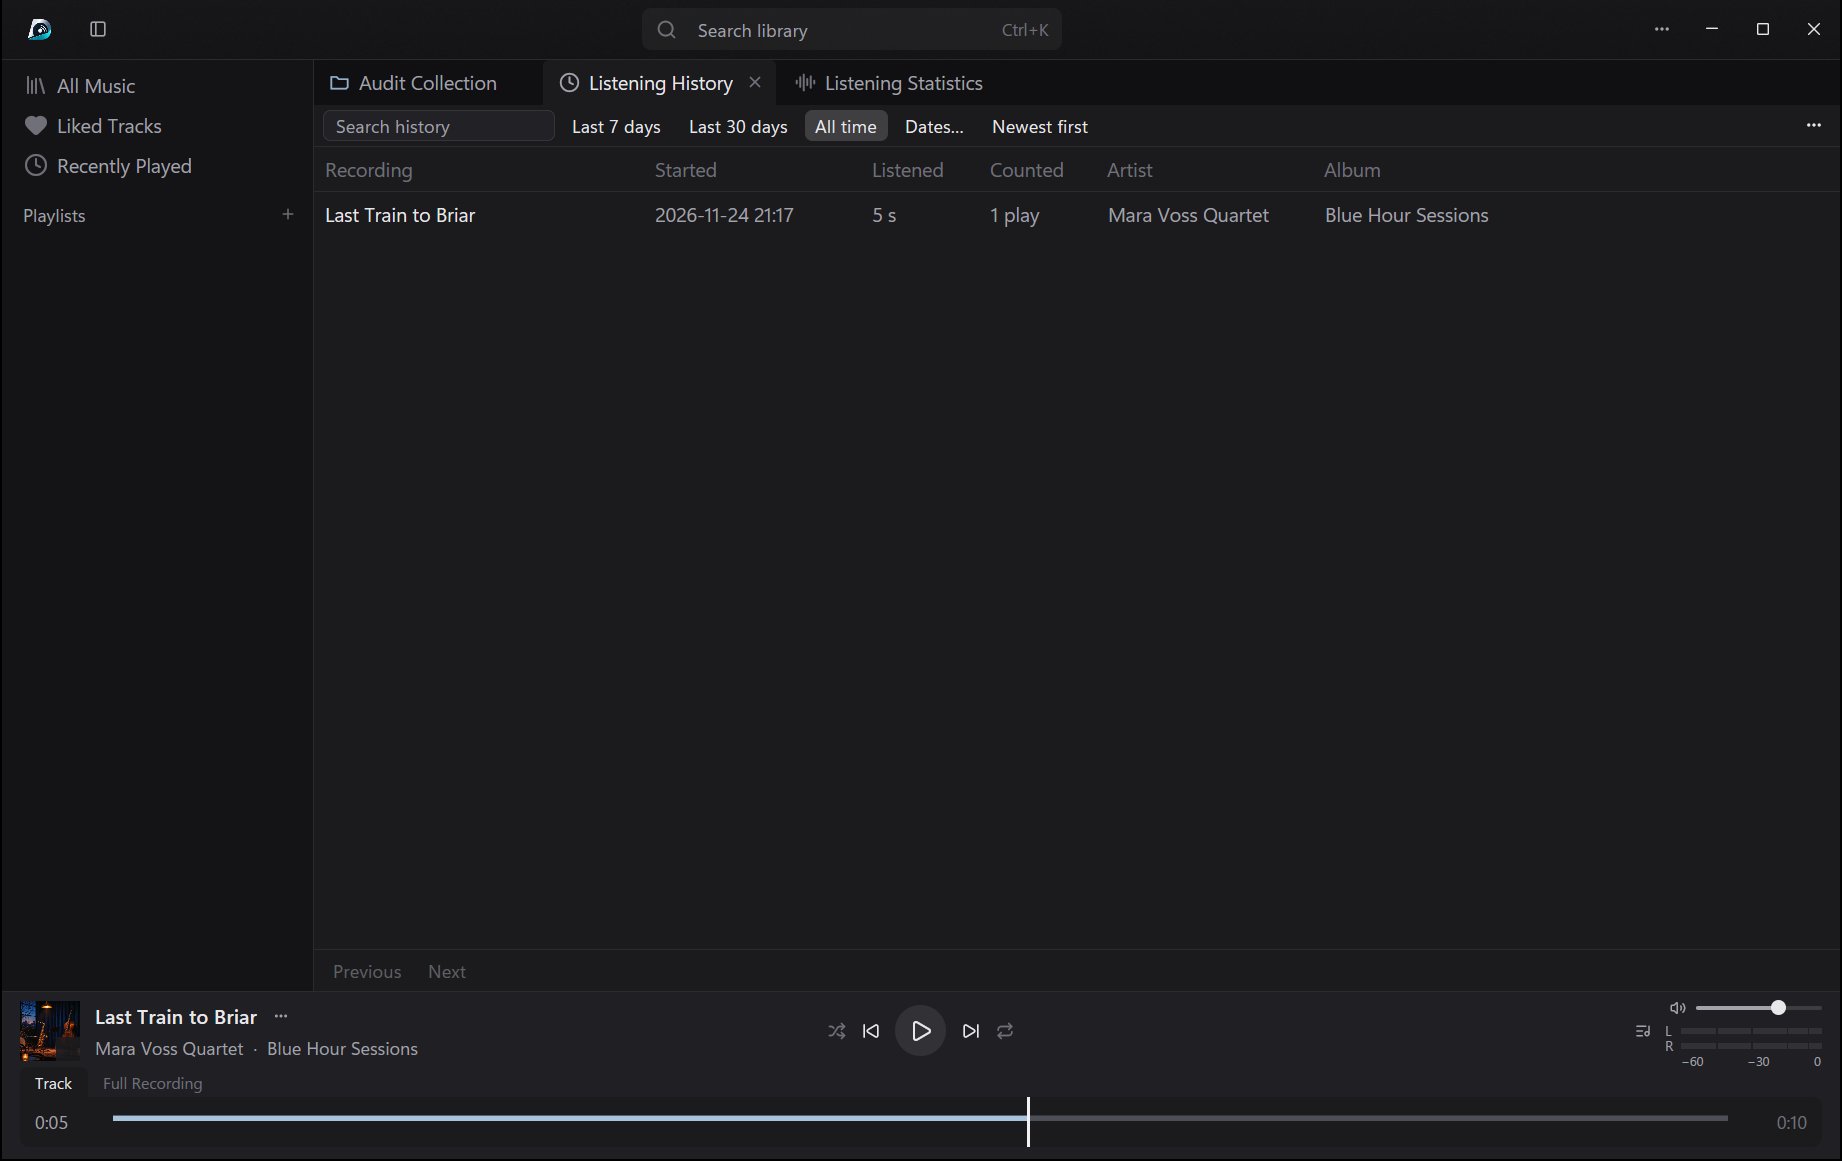 Search library Ctrl+K
All Music
Liked Tracks
Recently Played
Playlists
Audit Collection Listening History Listening Statistics
Search history Last 7 days Last 30 days All time Dates... Newest first
Recording Started Listened Counted Artist Album
Last Train to Briar 2026-11-24 21:17 5 s 1 play Mara Voss Quartet Blue Hour Sessions
Previous Next
Last Train to Briar
Mara Voss Quartet · Blue Hour Sessions
L
R
−60 −30 0
Track Full Recording
0:05 0:10